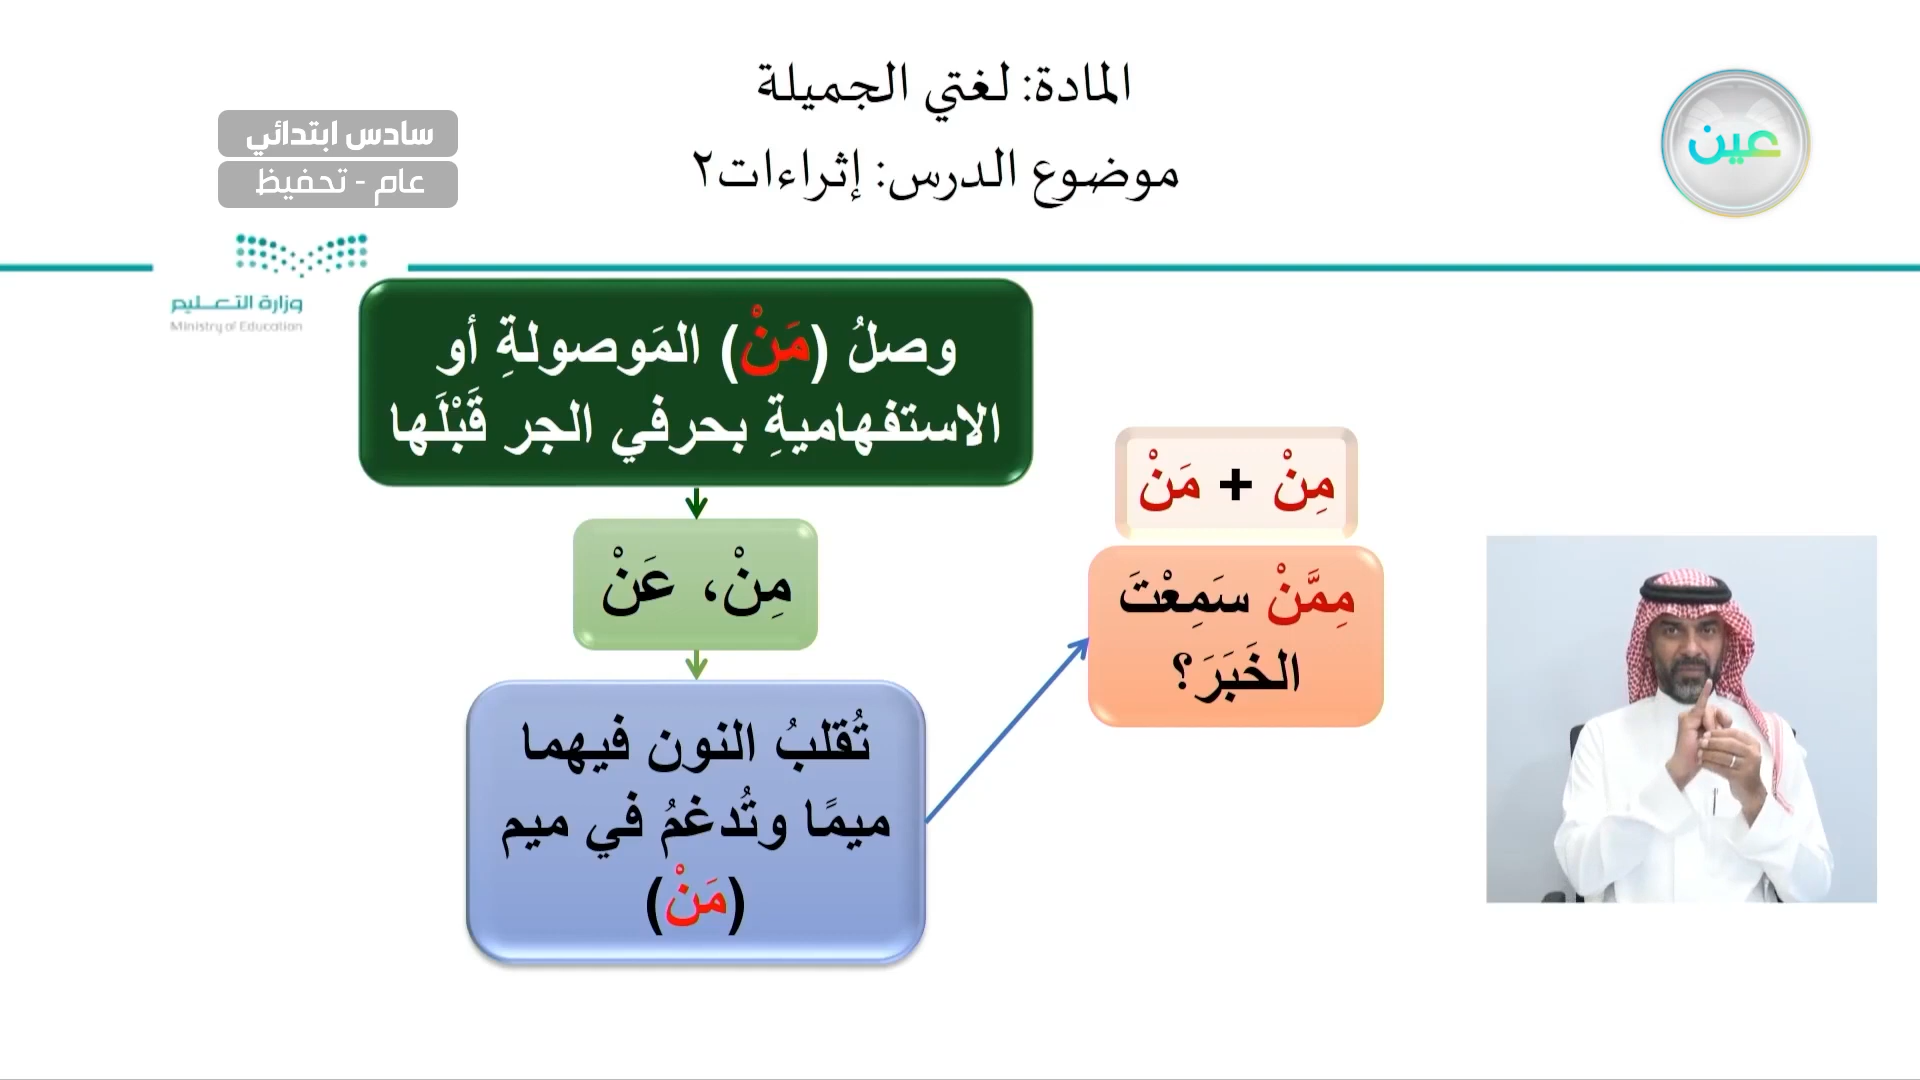 المادة: لغتي الجميلة
موضوع الدرس: إثراءات٢
عين
سادس ابتدائي
عام - تحفيظ
وزارة التعليم
Ministry of Education
وصلُ (مَنْ) المَوصولةِ أو
الاستفهاميةِ بحرفي الجر قَبْلَها
مِنْ، عَنْ
تُقلبُ النون فيهما
ميمًا وتُدغمُ في ميم
(مَنْ)
مِنْ + مَنْ
مِمَّنْ سَمِعْتَ
الخَبَرَ؟